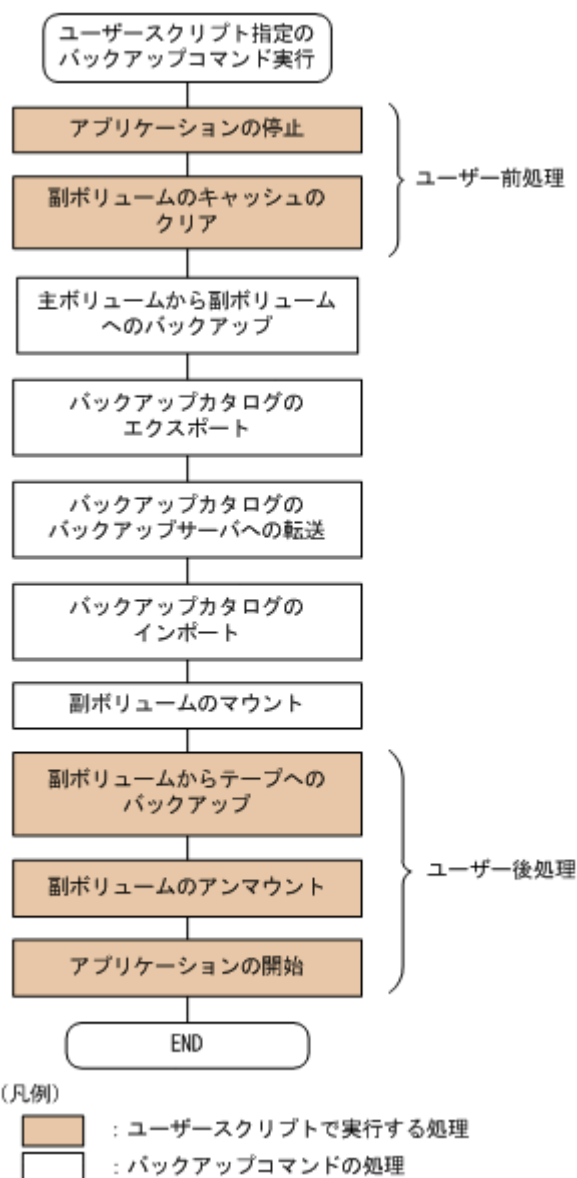 ユーザースクリプト指定の
バックアップコマンド実行
アプリケーションの停止
副ボリュームのキャッシュの
クリア
ユーザー前処理
主ボリュームから副ボリューム
へのバックアップ
バックアップカタログの
エクスポート
バックアップカタログの
バックアップサーバへの転送
バックアップカタログの
インポート
副ボリュームのマウント
副ボリュームからテープへの
バックアップ
副ボリュームのアンマウント
アプリケーションの開始
ユーザー後処理
END
(凡例)
:ユーザースクリプトで実行する処理
:バックアップコマンドの処理